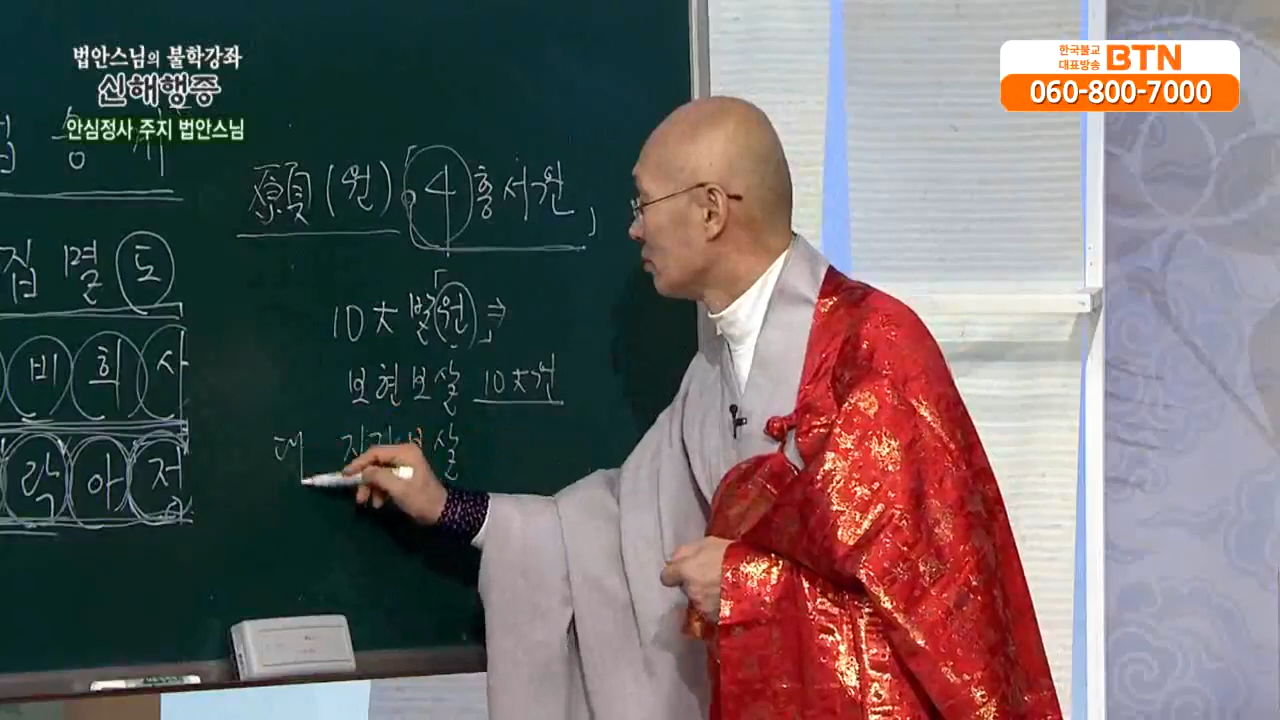 법안스님의 불학강좌
신해행증
안심정사 주지 법안스님
한국불교
대표방송 BTN
060-800-7000
願 (원) 「4홍서원」
집 멸 도
10大 발「원」⇒
비 희 사
보현보살 10大원
대 지장보살
락 아 정